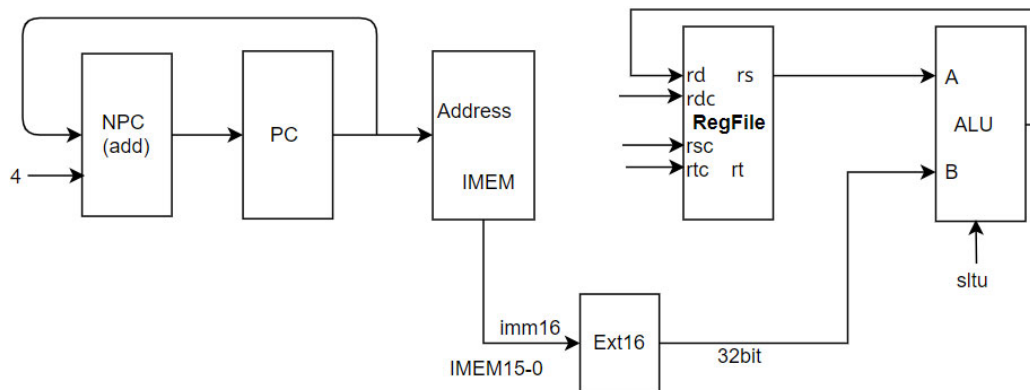 NPC
(add)
4
PC
Address
IMEM
rd rs
rdc
RegFile
rsc
rtc rt
A
ALU
B
sltu
imm16
IMEM15-0
Ext16
32bit